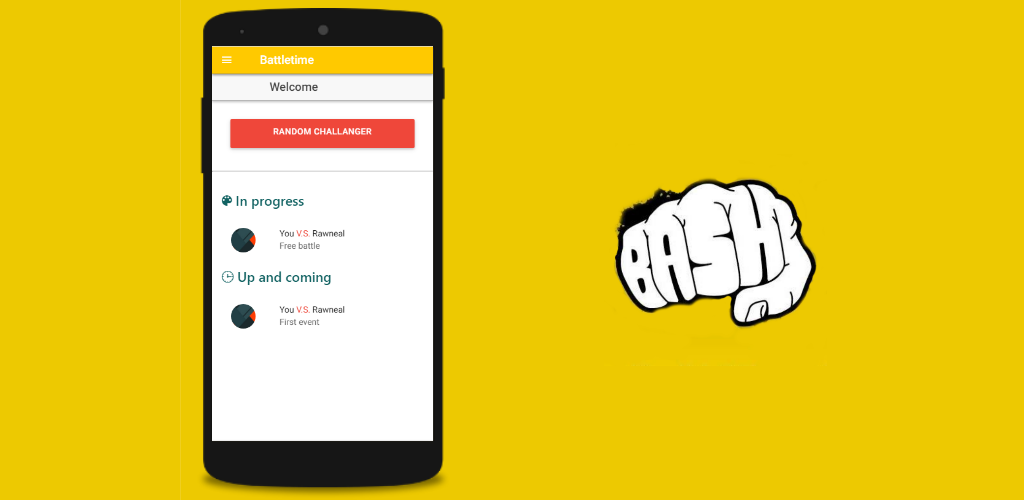 Battletime
Welcome
RANDOM CHALLANGER
In progress
You V.S. Rawneal
Free battle
Up and coming
You V.S. Rawneal
First event
BASH